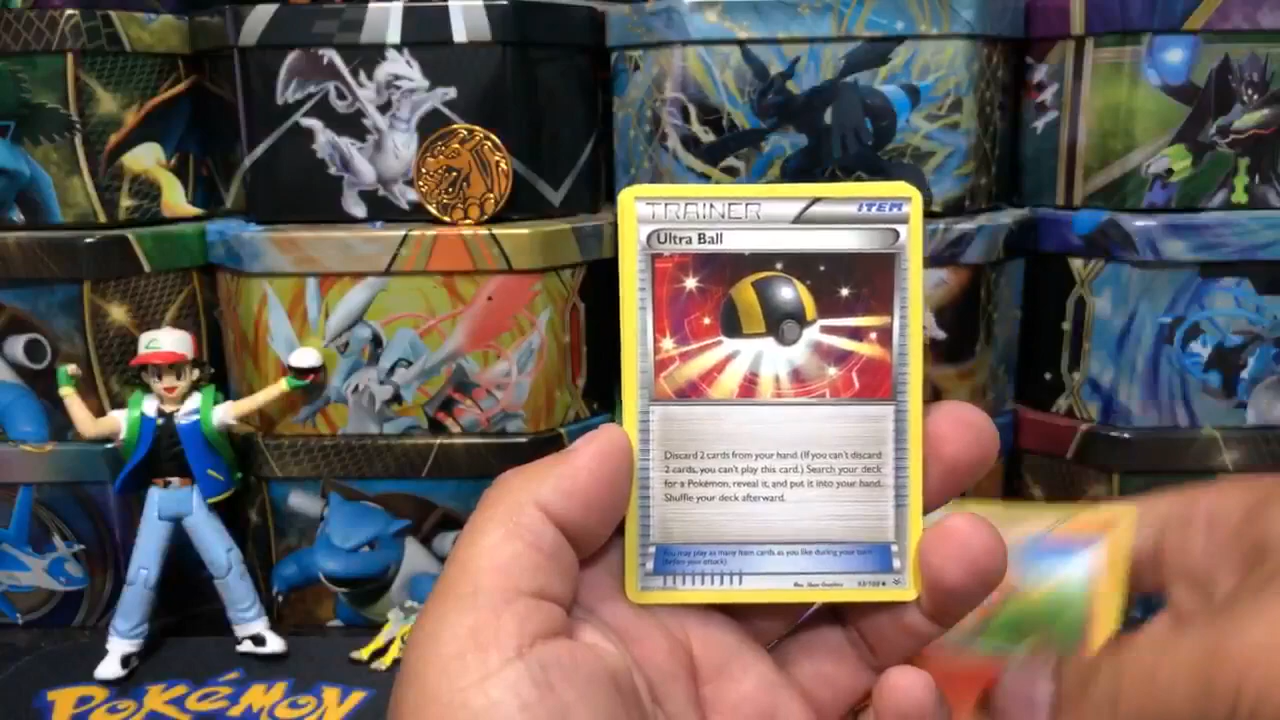 TRAINER ITEM
Ultra Ball
Discard 2 cards from your hand. (If you can't discard
2 cards, you can't play this card.) Search your deck
for a Pokémon, reveal it, and put it into your hand.
Shuffle your deck afterward.
You may play as many Item cards as you like during your turn
(before your attack).
93/108
POKéMON